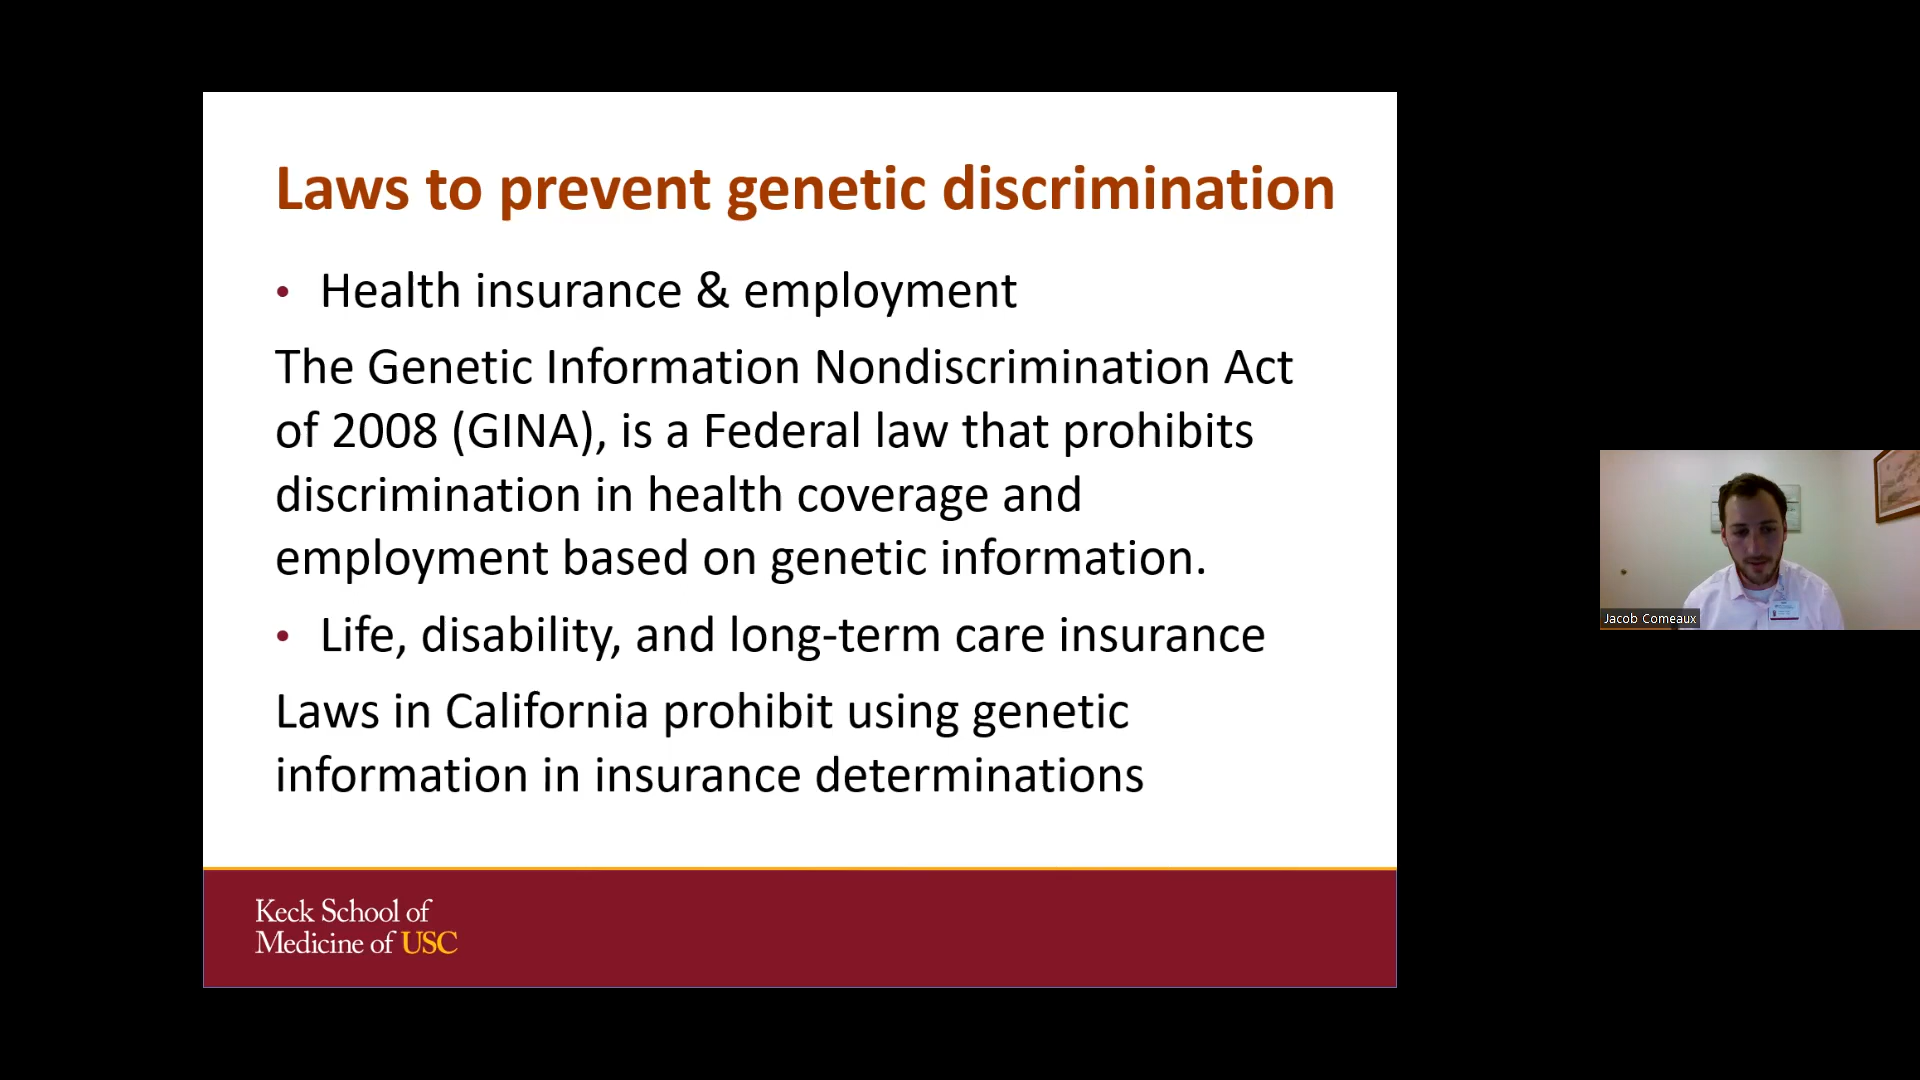 Laws to prevent genetic discrimination
• Health insurance & employment
The Genetic Information Nondiscrimination Act
of 2008 (GINA), is a Federal law that prohibits
discrimination in health coverage and
employment based on genetic information.
• Life, disability, and long-term care insurance
Laws in California prohibit using genetic
information in insurance determinations
Keck School of
Medicine of USC
Jacob Comeaux